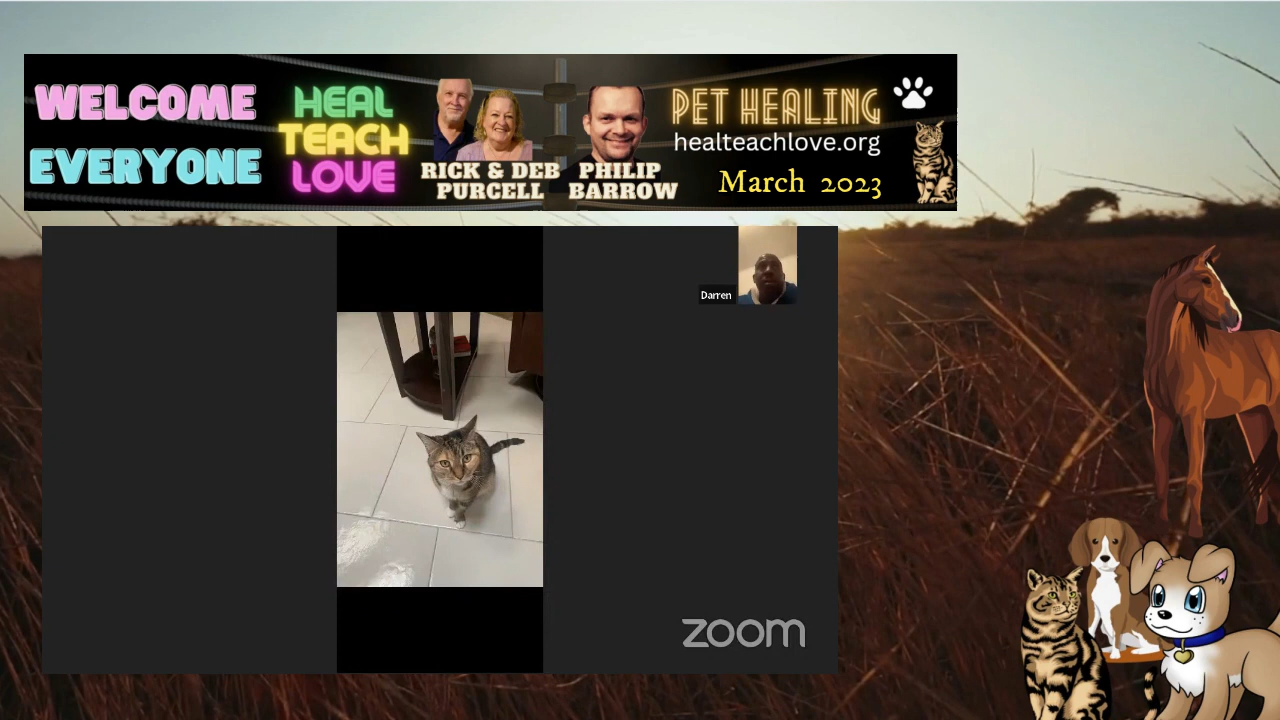 WELCOME
EVERYONE
HEAL
TEACH
LOVE
RICK & DEB
PURCELL
PHILIP
BARROW
PET HEALING
healteachlove.org
March 2023
Darren
zoom